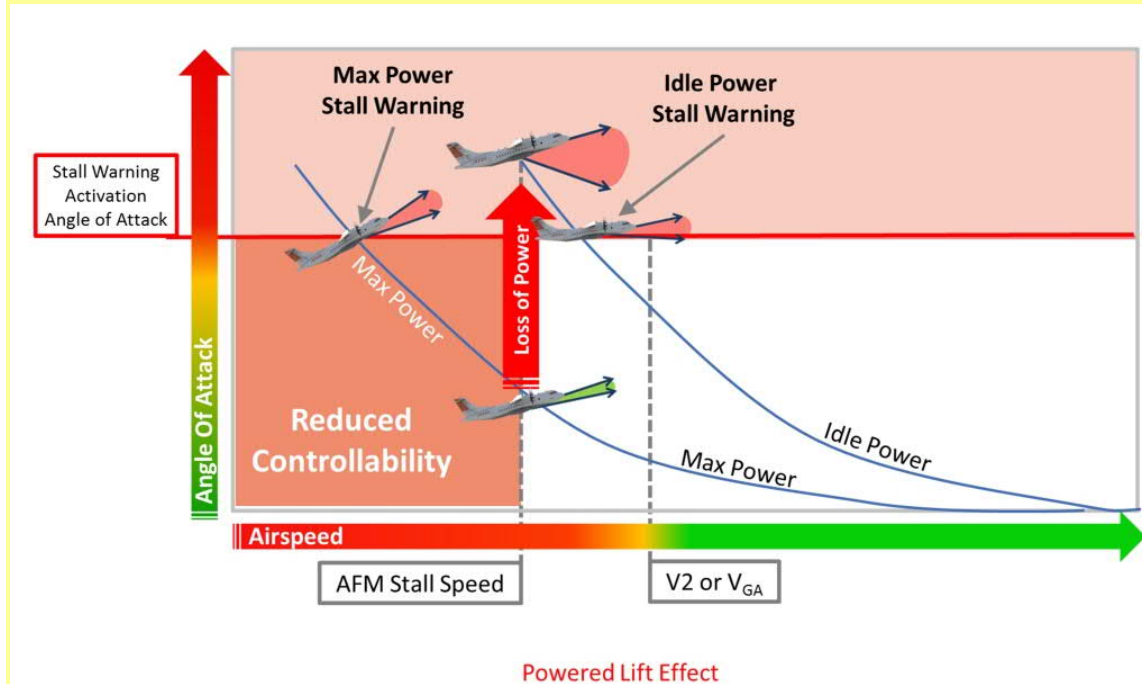 Max Power
Stall Warning
Idle Power
Stall Warning
Stall Warning
Activation
Angle of Attack
Angle Of Attack
Max Power
Loss of Power
Reduced
Controllability
Idle Power
Max Power
Airspeed
AFM Stall Speed
V2 or VGA
Powered Lift Effect